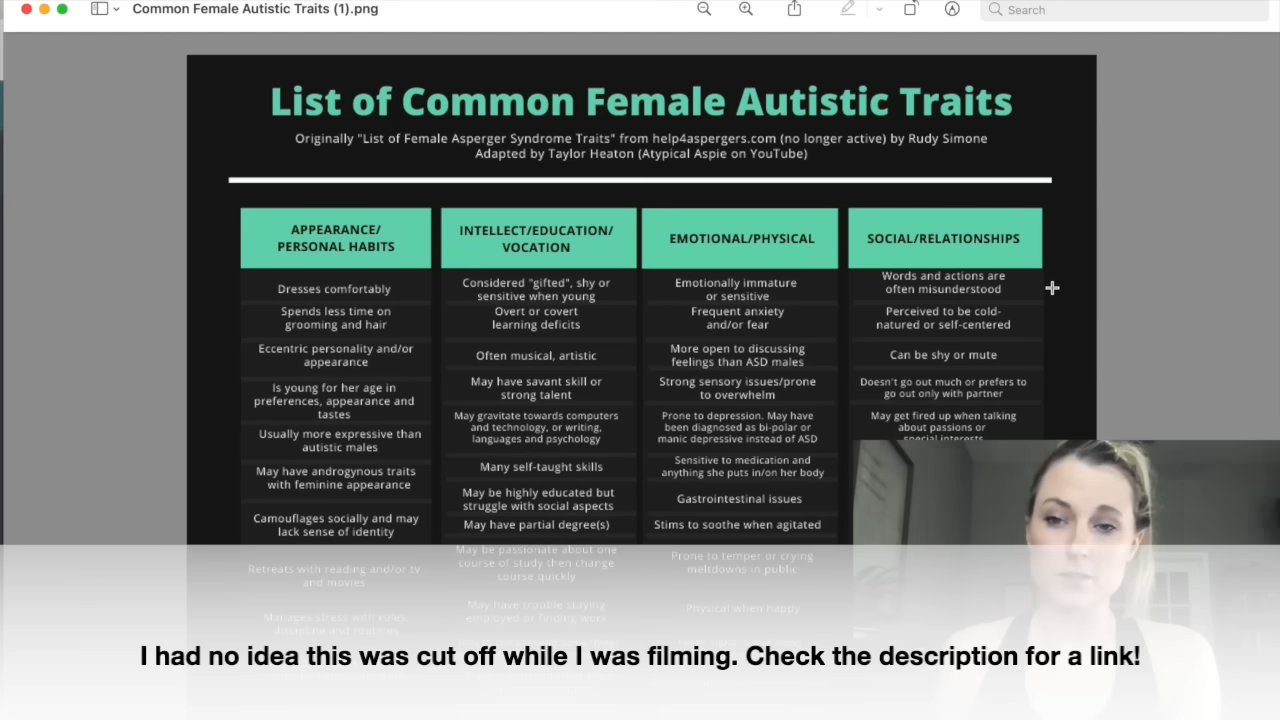 Common Female Autistic Traits (1).png
Search
List of Common Female Autistic Traits
Originally "List of Female Asperger Syndrome Traits" from help4aspergers.com (no longer active) by Rudy Simone
Adapted by Taylor Heaton (Atypical Aspie on YouTube)
APPEARANCE/
PERSONAL HABITS
Dresses comfortably
Spends less time on
grooming and hair
Eccentric personality and/or
appearance
Is young for her age in
preferences, appearance and
tastes
Usually more expressive than
autistic males
May have androgynous traits
with feminine appearance
Camouflages socially and may
lack sense of identity
Retreats with reading and/or tv
and movies
Manages stress with rules,
discipline and routines
INTELLECT/EDUCATION/
VOCATION
Considered "gifted", shy or
sensitive when young
Overt or covert
learning deficits
Often musical, artistic
May have savant skill or
strong talent
May gravitate towards computers
and technology, or writing,
languages and psychology
Many self-taught skills
May be highly educated but
struggle with social aspects
May have partial degree(s)
May be passionate about one
course of study then change
course quickly
May have trouble staying
employed or finding work
EMOTIONAL/PHYSICAL
Emotionally immature
or sensitive
Frequent anxiety
and/or fear
More open to discussing
feelings than ASD males
Strong sensory issues/prone
to overwhelm
Prone to depression. May have
been diagnosed as bi-polar or
manic depressive instead of ASD
Sensitive to medication and
anything she puts in/on her body
Gastrointestinal issues
Stims to soothe when agitated
Prone to temper or crying
meltdowns in public
Physical when happy
SOCIAL/RELATIONSHIPS
Words and actions are
often misunderstood
Perceived to be cold-
natured or self-centered
Can be shy or mute
Doesn't go out much or prefers to
go out only with partner
May get fired up when talking
about passions or
special interests
I had no idea this was cut off while I was filming. Check the description for a link!